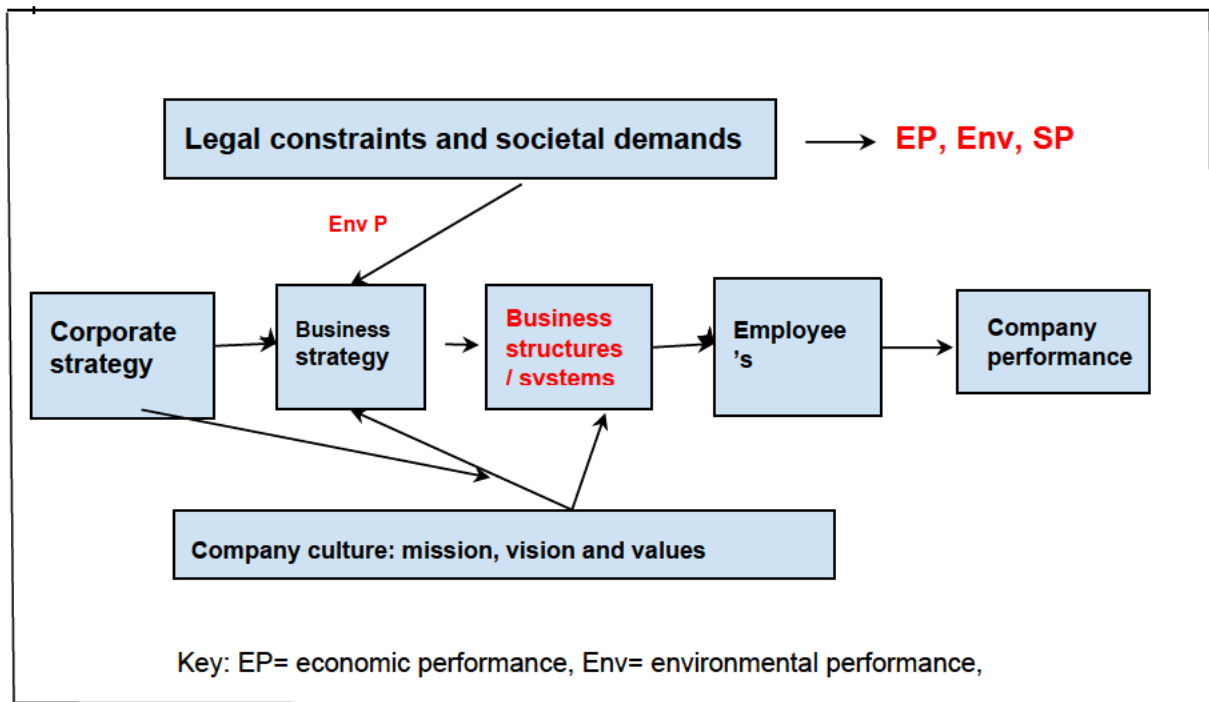 Legal constraints and societal demands
EP, Env, SP
Env P
Corporate
strategy
Business
strategy
Business
structures
/ systems
Employee
’s
Company
performance
Company culture: mission, vision and values
Key: EP= economic performance, Env= environmental performance,